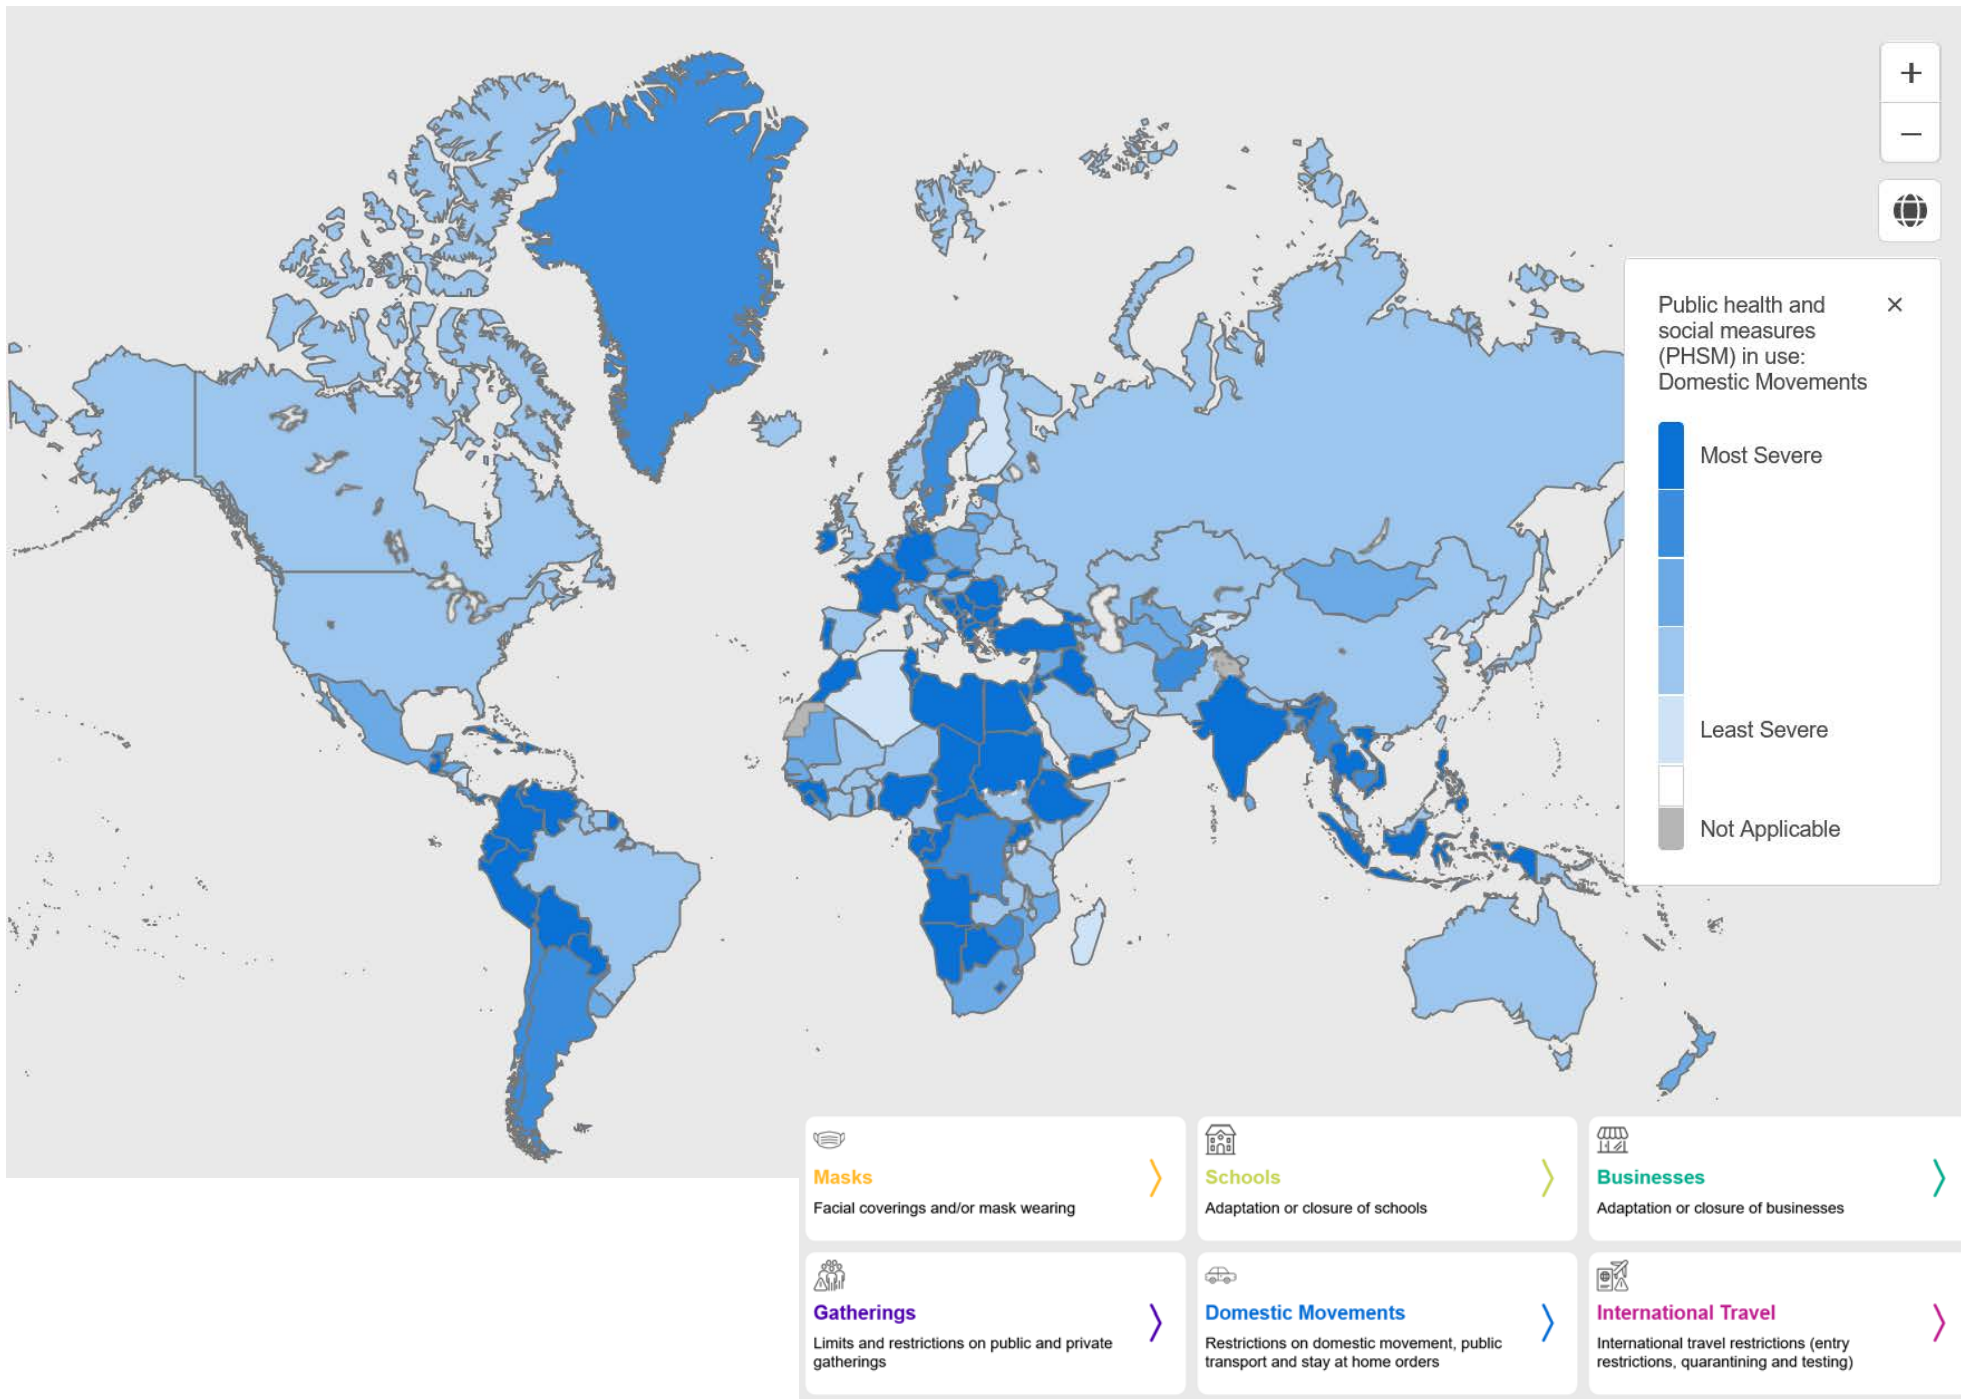 +
−
Public health and
social measures
(PHSM) in use:
Domestic Movements
×
Most Severe
Least Severe
Not Applicable
Masks
Facial coverings and/or mask wearing
Schools
Adaptation or closure of schools
Businesses
Adaptation or closure of businesses
Gatherings
Limits and restrictions on public and private
gatherings
Domestic Movements
Restrictions on domestic movement, public
transport and stay at home orders
International Travel
International travel restrictions (entry
restrictions, quarantining and testing)